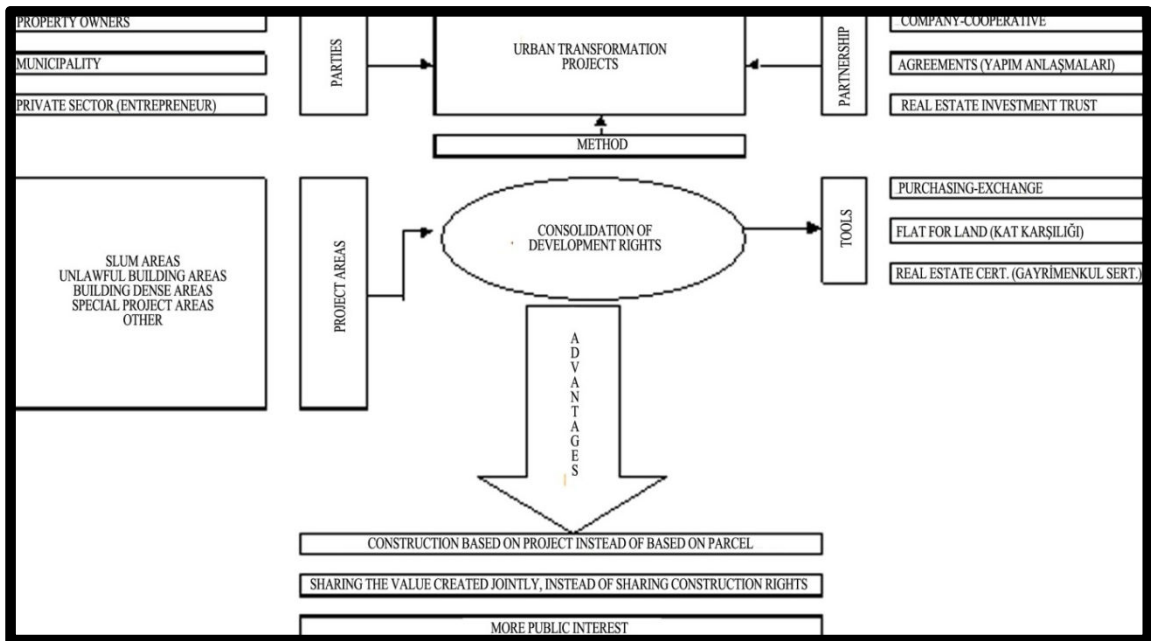 PROPERTY OWNERS
MUNICIPALITY
PRIVATE SECTOR (ENTREPRENEUR)
PARTIES
URBAN TRANSFORMATION
PROJECTS
METHOD
PARTNERSHIP
COMPANY-COOPERATIVE
AGREEMENTS (YAPIM ANLAŞMALARI)
REAL ESTATE INVESTMENT TRUST
SLUM AREAS
UNLAWFUL BUILDING AREAS
BUILDING DENSE AREAS
SPECIAL PROJECT AREAS
OTHER
PROJECT AREAS
CONSOLIDATION OF
DEVELOPMENT RIGHTS
TOOLS
PURCHASING-EXCHANGE
FLAT FOR LAND (KAT KARŞILIĞI)
REAL ESTATE CERT. (GAYRİMENKUL SERT.)
ADVANTAGES
CONSTRUCTION BASED ON PROJECT INSTEAD OF BASED ON PARCEL
SHARING THE VALUE CREATED JOINTLY, INSTEAD OF SHARING CONSTRUCTION RIGHTS
MORE PUBLIC INTEREST